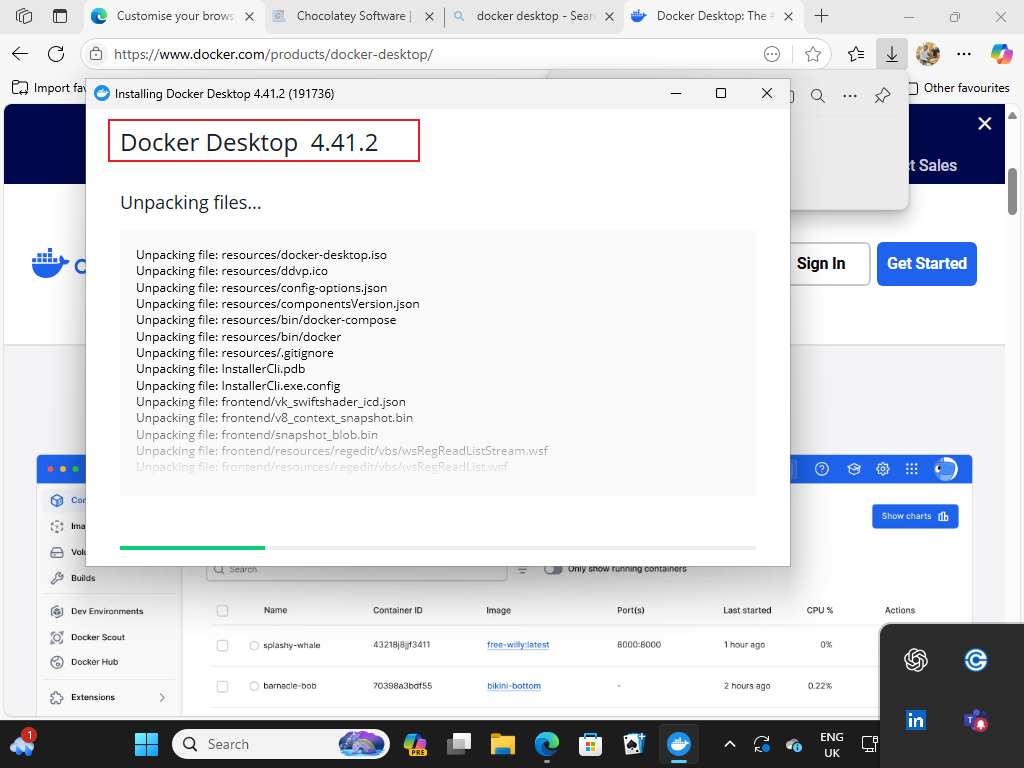 Customise your brows
Chocolatey Software |
docker desktop - Sear
Docker Desktop: The #
https://www.docker.com/products/docker-desktop/
Import fav
Other favourites
Installing Docker Desktop 4.41.2 (191736)
Docker Desktop 4.41.2
Unpacking files...
Unpacking file: resources/docker-desktop.iso
Unpacking file: resources/ddvp.ico
Unpacking file: resources/config-options.json
Unpacking file: resources/componentsVersion.json
Unpacking file: resources/bin/docker-compose
Unpacking file: resources/bin/docker
Unpacking file: resources/.gitignore
Unpacking file: InstallerCli.pdb
Unpacking file: InstallerCli.exe.config
Unpacking file: frontend/vk_swiftshader_icd.json
Unpacking file: frontend/v8_context_snapshot.bin
Unpacking file: frontend/snapshot_blob.bin
Unpacking file: frontend/resources/regedit/vbs/wsRegReadListStream.wsf
Unpacking file: frontend/resources/regedit/vbs/wsRegReadList.wsf
t Sales
Sign In
Get Started
Con
Ima
Volu
Builds
Dev Environments
Docker Scout
Docker Hub
Extensions
Show charts
Search
Only show running containers
Name Container ID Image Port(s) Last started CPU % Actions
splashy-whale 43218j8jjf3411 free-willy:latest 8000:8000 1 hour ago 0%
barnacle-bob 70398a3bdf55 bikini-bottom - 2 hours ago 0.22%
in
T
1
Search
PRE
ENG
UK